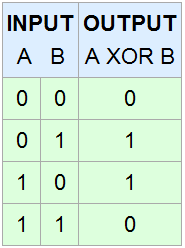 INPUT OUTPUT
A B A XOR B
0 0 0
0 1 1
1 0 1
1 1 0